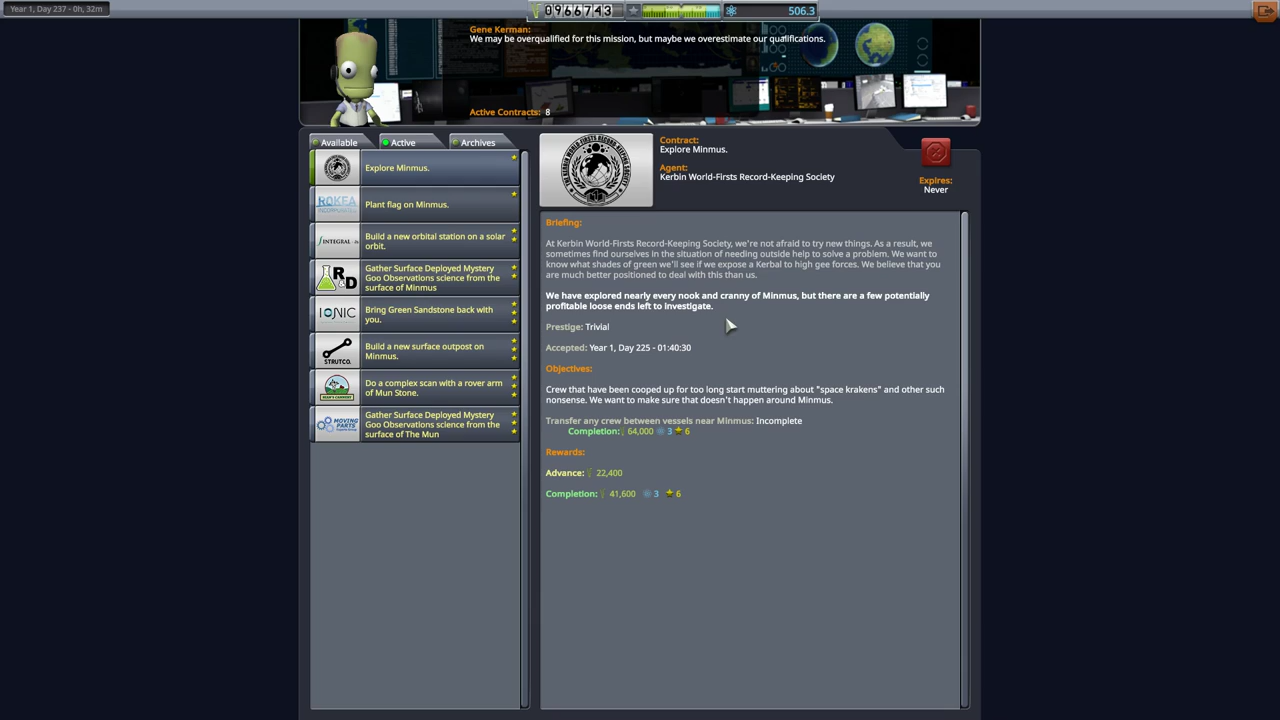 Year 1, Day 237 - 0h, 32m
0966743
506.3
Gene Kerman:
We may be overqualified for this mission, but maybe we overestimate our qualifications.
Active Contracts: 8
Available
Active
Archives
Explore Minmus.
ROKEA
Plant flag on Minmus.
INTEGRAL
Build a new orbital station on a solar
orbit.
R&D
Gather Surface Deployed Mystery
Goo Observations science from the
surface of Minmus
IONIC
Bring Green Sandstone back with
you.
STRUTCO.
Build a new surface outpost on
Minmus.
Do a complex scan with a rover arm
of Mun Stone.
MOVING
PARTS
Gather Surface Deployed Mystery
Goo Observations science from the
surface of The Mun
Contract:
Explore Minmus.
Agent:
Kerbin World-Firsts Record-Keeping Society
Expires:
Never
Briefing:
At Kerbin World-Firsts Record-Keeping Society, we're not afraid to try new things. As a result, we
sometimes find ourselves in the situation of needing outside help to solve a problem. We want to
know what shades of green we'll see if we expose a Kerbal to high gee forces. We believe that you
are much better positioned to deal with this than us.
We have explored nearly every nook and cranny of Minmus, but there are a few potentially
profitable loose ends left to investigate.
Prestige: Trivial
Accepted: Year 1, Day 225 - 01:40:30
Objectives:
Crew that have been cooped up for too long start muttering about "space krakens" and other such
nonsense. We want to make sure that doesn't happen around Minmus.
Transfer any crew between vessels near Minmus: Incomplete
Completion: 64,000 3 6
Rewards:
Advance: 22,400
Completion: 41,600 3 6